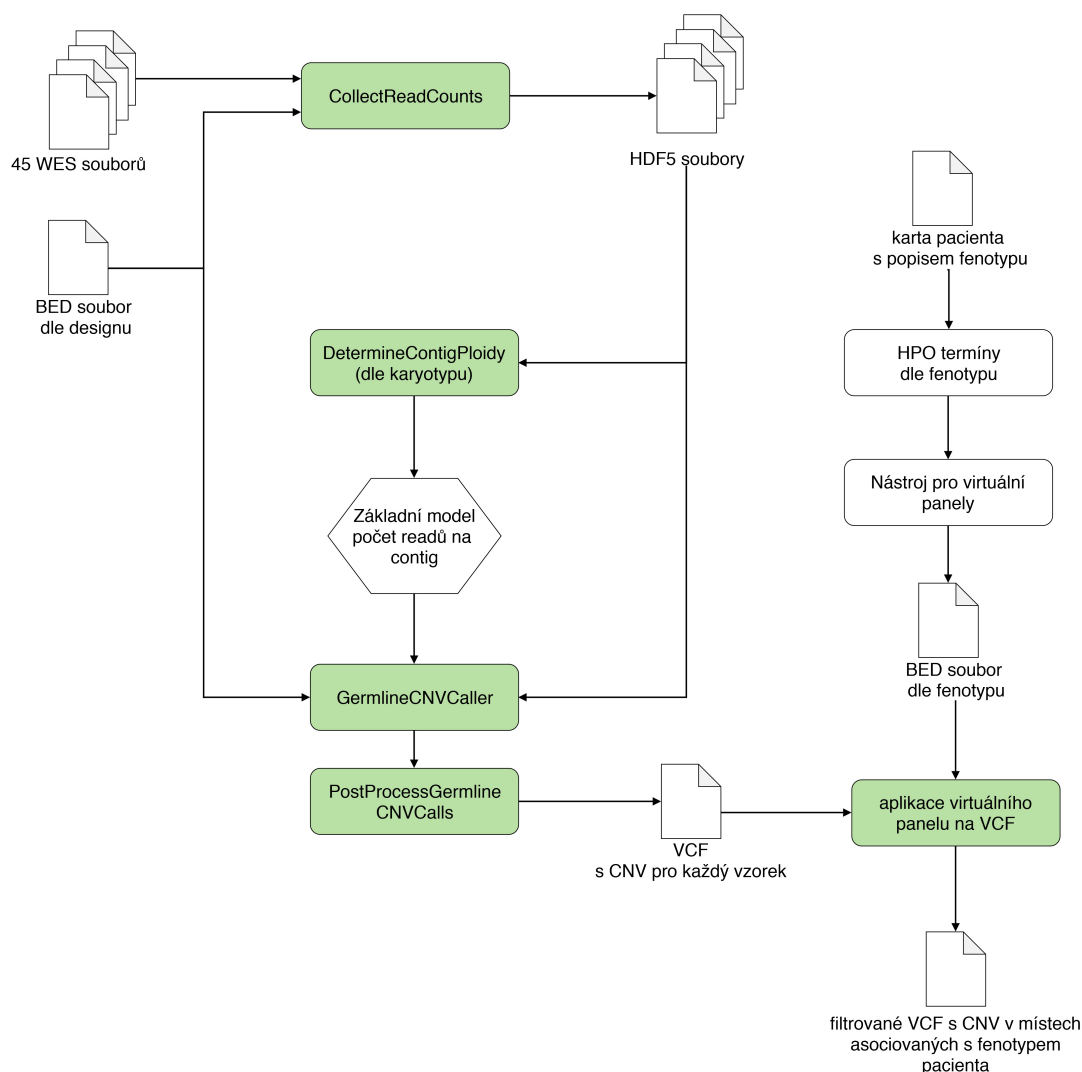 CollectReadCounts
45 WES souborů
HDF5 soubory
BED soubor
dle designu
karta pacienta
s popisem fenotypu
DetermineContigPloidy
(dle karyotypu)
HPO termíny
dle fenotypu
Základní model
počet readů na
contig
Nástroj pro virtuální
panely
BED soubor
dle fenotypu
GermlineCNVCaller
PostProcessGermline
CNVCalls
VCF
s CNV pro každý vzorek
aplikace virtuálního
panelu na VCF
filtrované VCF s CNV v místech
asociovaných s fenotypem
pacienta